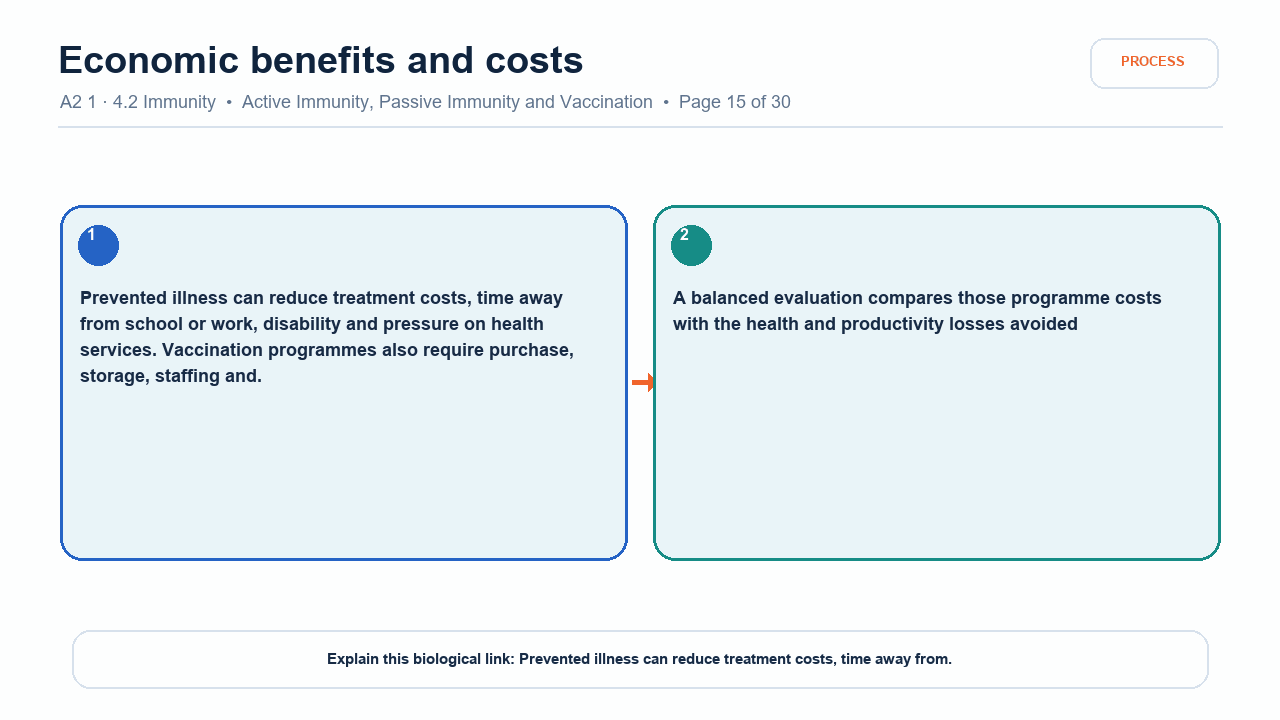 Economic benefits and costs
PROCESS
A2 1 · 4.2 Immunity • Active Immunity, Passive Immunity and Vaccination • Page 15 of 30
1
Prevented illness can reduce treatment costs, time away
from school or work, disability and pressure on health
services. Vaccination programmes also require purchase,
storage, staffing and.
2
A balanced evaluation compares those programme costs
with the health and productivity losses avoided
Explain this biological link: Prevented illness can reduce treatment costs, time away from.